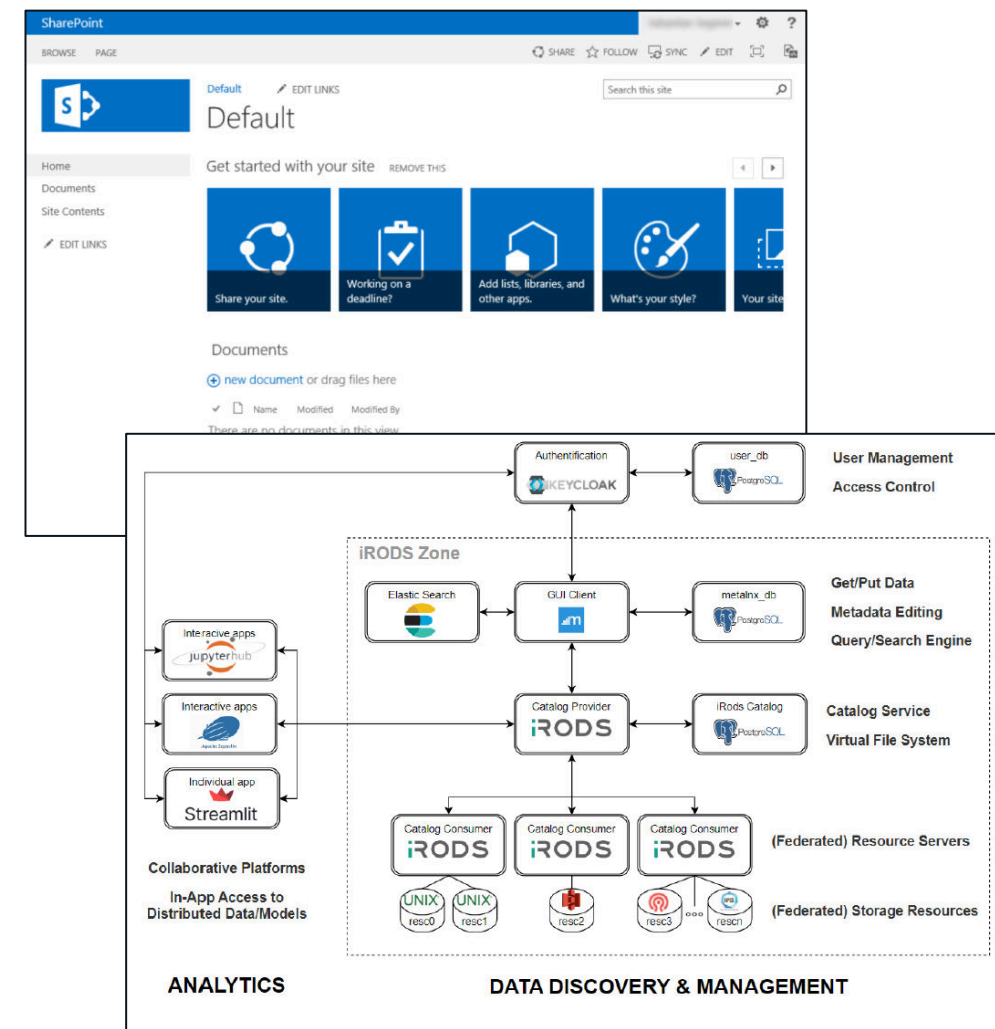 SharePoint
?
BROWSE PAGE
SHARE FOLLOW SYNC EDIT
S
Default EDIT LINKS
Search this site
Default
Home
Documents
Site Contents
EDIT LINKS
Get started with your site REMOVE THIS
Share your site.
Working on a
deadline?
Add lists, libraries, and
other apps.
What's your style?
Your site
Documents
new document or drag files here
Name Modified Modified By
There are no documents in this view
Authentification
KEYCLOAK
user_db
PostgreSQL
User Management
Access Control
iRODS Zone
Elastic Search
GUI Client
m
metalnx_db
PostgreSQL
Get/Put Data
Metadata Editing
Query/Search Engine
Interacive apps
jupyterhub
Interactive apps
Individual app
Streamlit
Catalog Provider
iRODS
iRods Catalog
PostgreSQL
Catalog Service
Virtual File System
Catalog Consumer
iRODS
Catalog Consumer
iRODS
Catalog Consumer
iRODS
(Federated) Resource Servers
UNIX
resc0
UNIX
resc1
resc2
resc3
rescn
(Federated) Storage Resources
Collaborative Platforms
In-App Access to
Distributed Data/Models
ANALYTICS
DATA DISCOVERY & MANAGEMENT